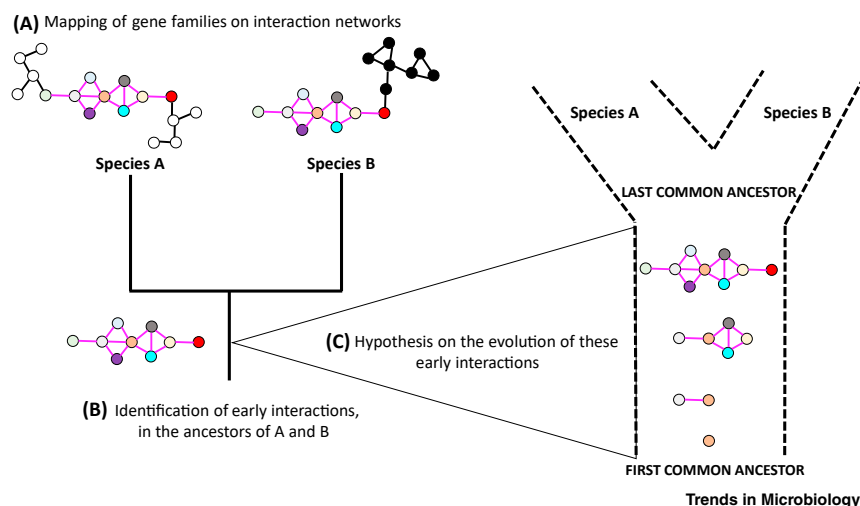 (A) Mapping of gene families on interaction networks
Species A
Species B
(B) Identification of early interactions,
in the ancestors of A and B
(C) Hypothesis on the evolution of these
early interactions
Species A
Species B
LAST COMMON ANCESTOR
FIRST COMMON ANCESTOR
Trends in Microbiology